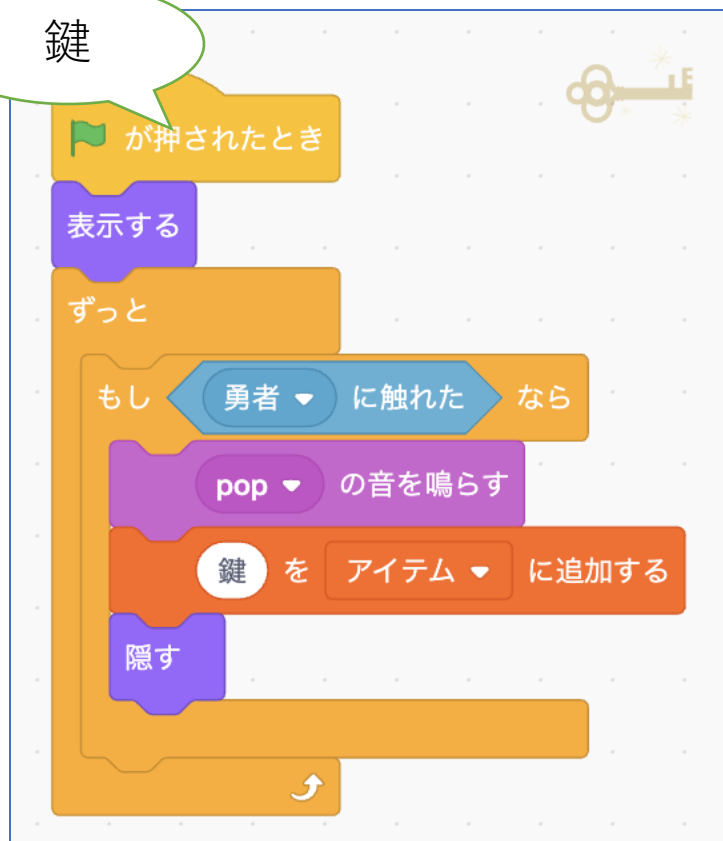 鍵
が押されたとき
表示する
ずっと
もし 勇者 に触れた なら
pop の音を鳴らす
鍵 を アイテム に追加する
隠す